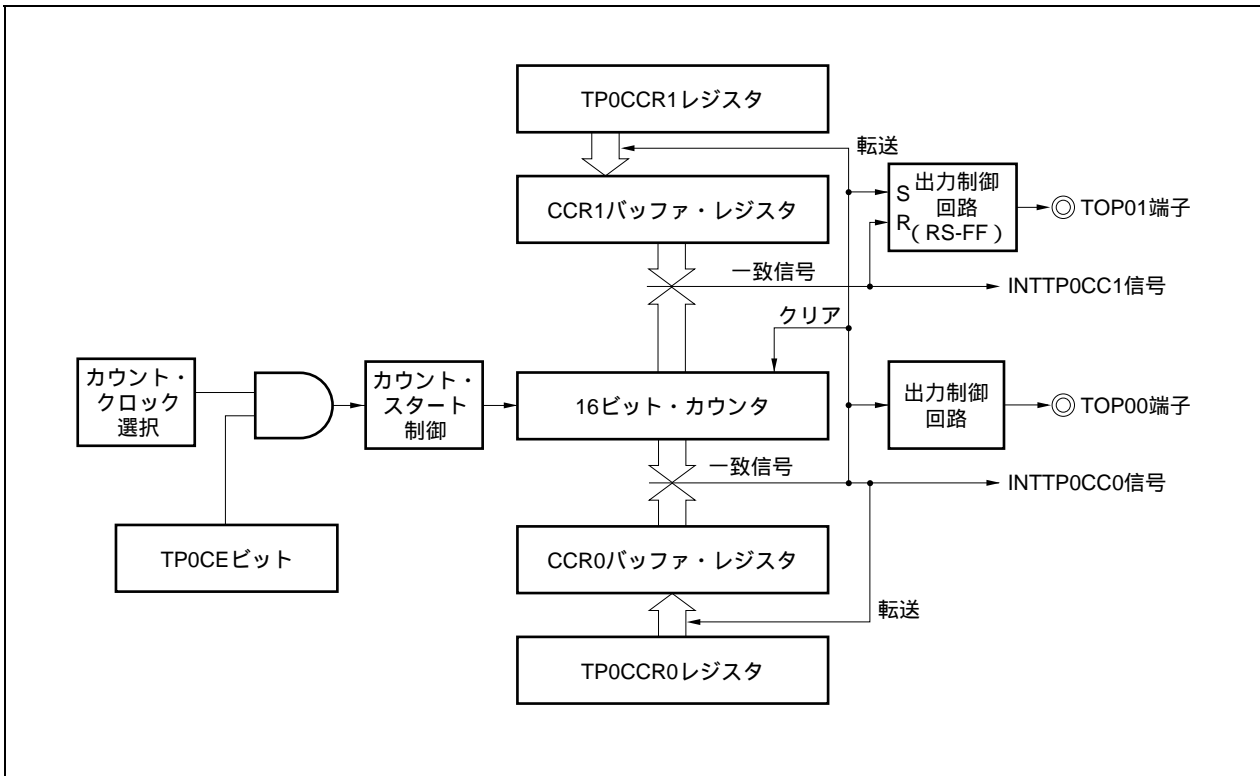 TP0CCR1レジスタ
転送
CCR1バッファ・レジスタ
S 出力制御
回路
R（RS-FF）
TOP01端子
一致信号
INTTP0CC1信号
クリア
カウント・
クロック
選択
カウント・
スタート
制御
16ビット・カウンタ
出力制御
回路
TOP00端子
一致信号
INTTP0CC0信号
TP0CEビット
CCR0バッファ・レジスタ
転送
TP0CCR0レジスタ